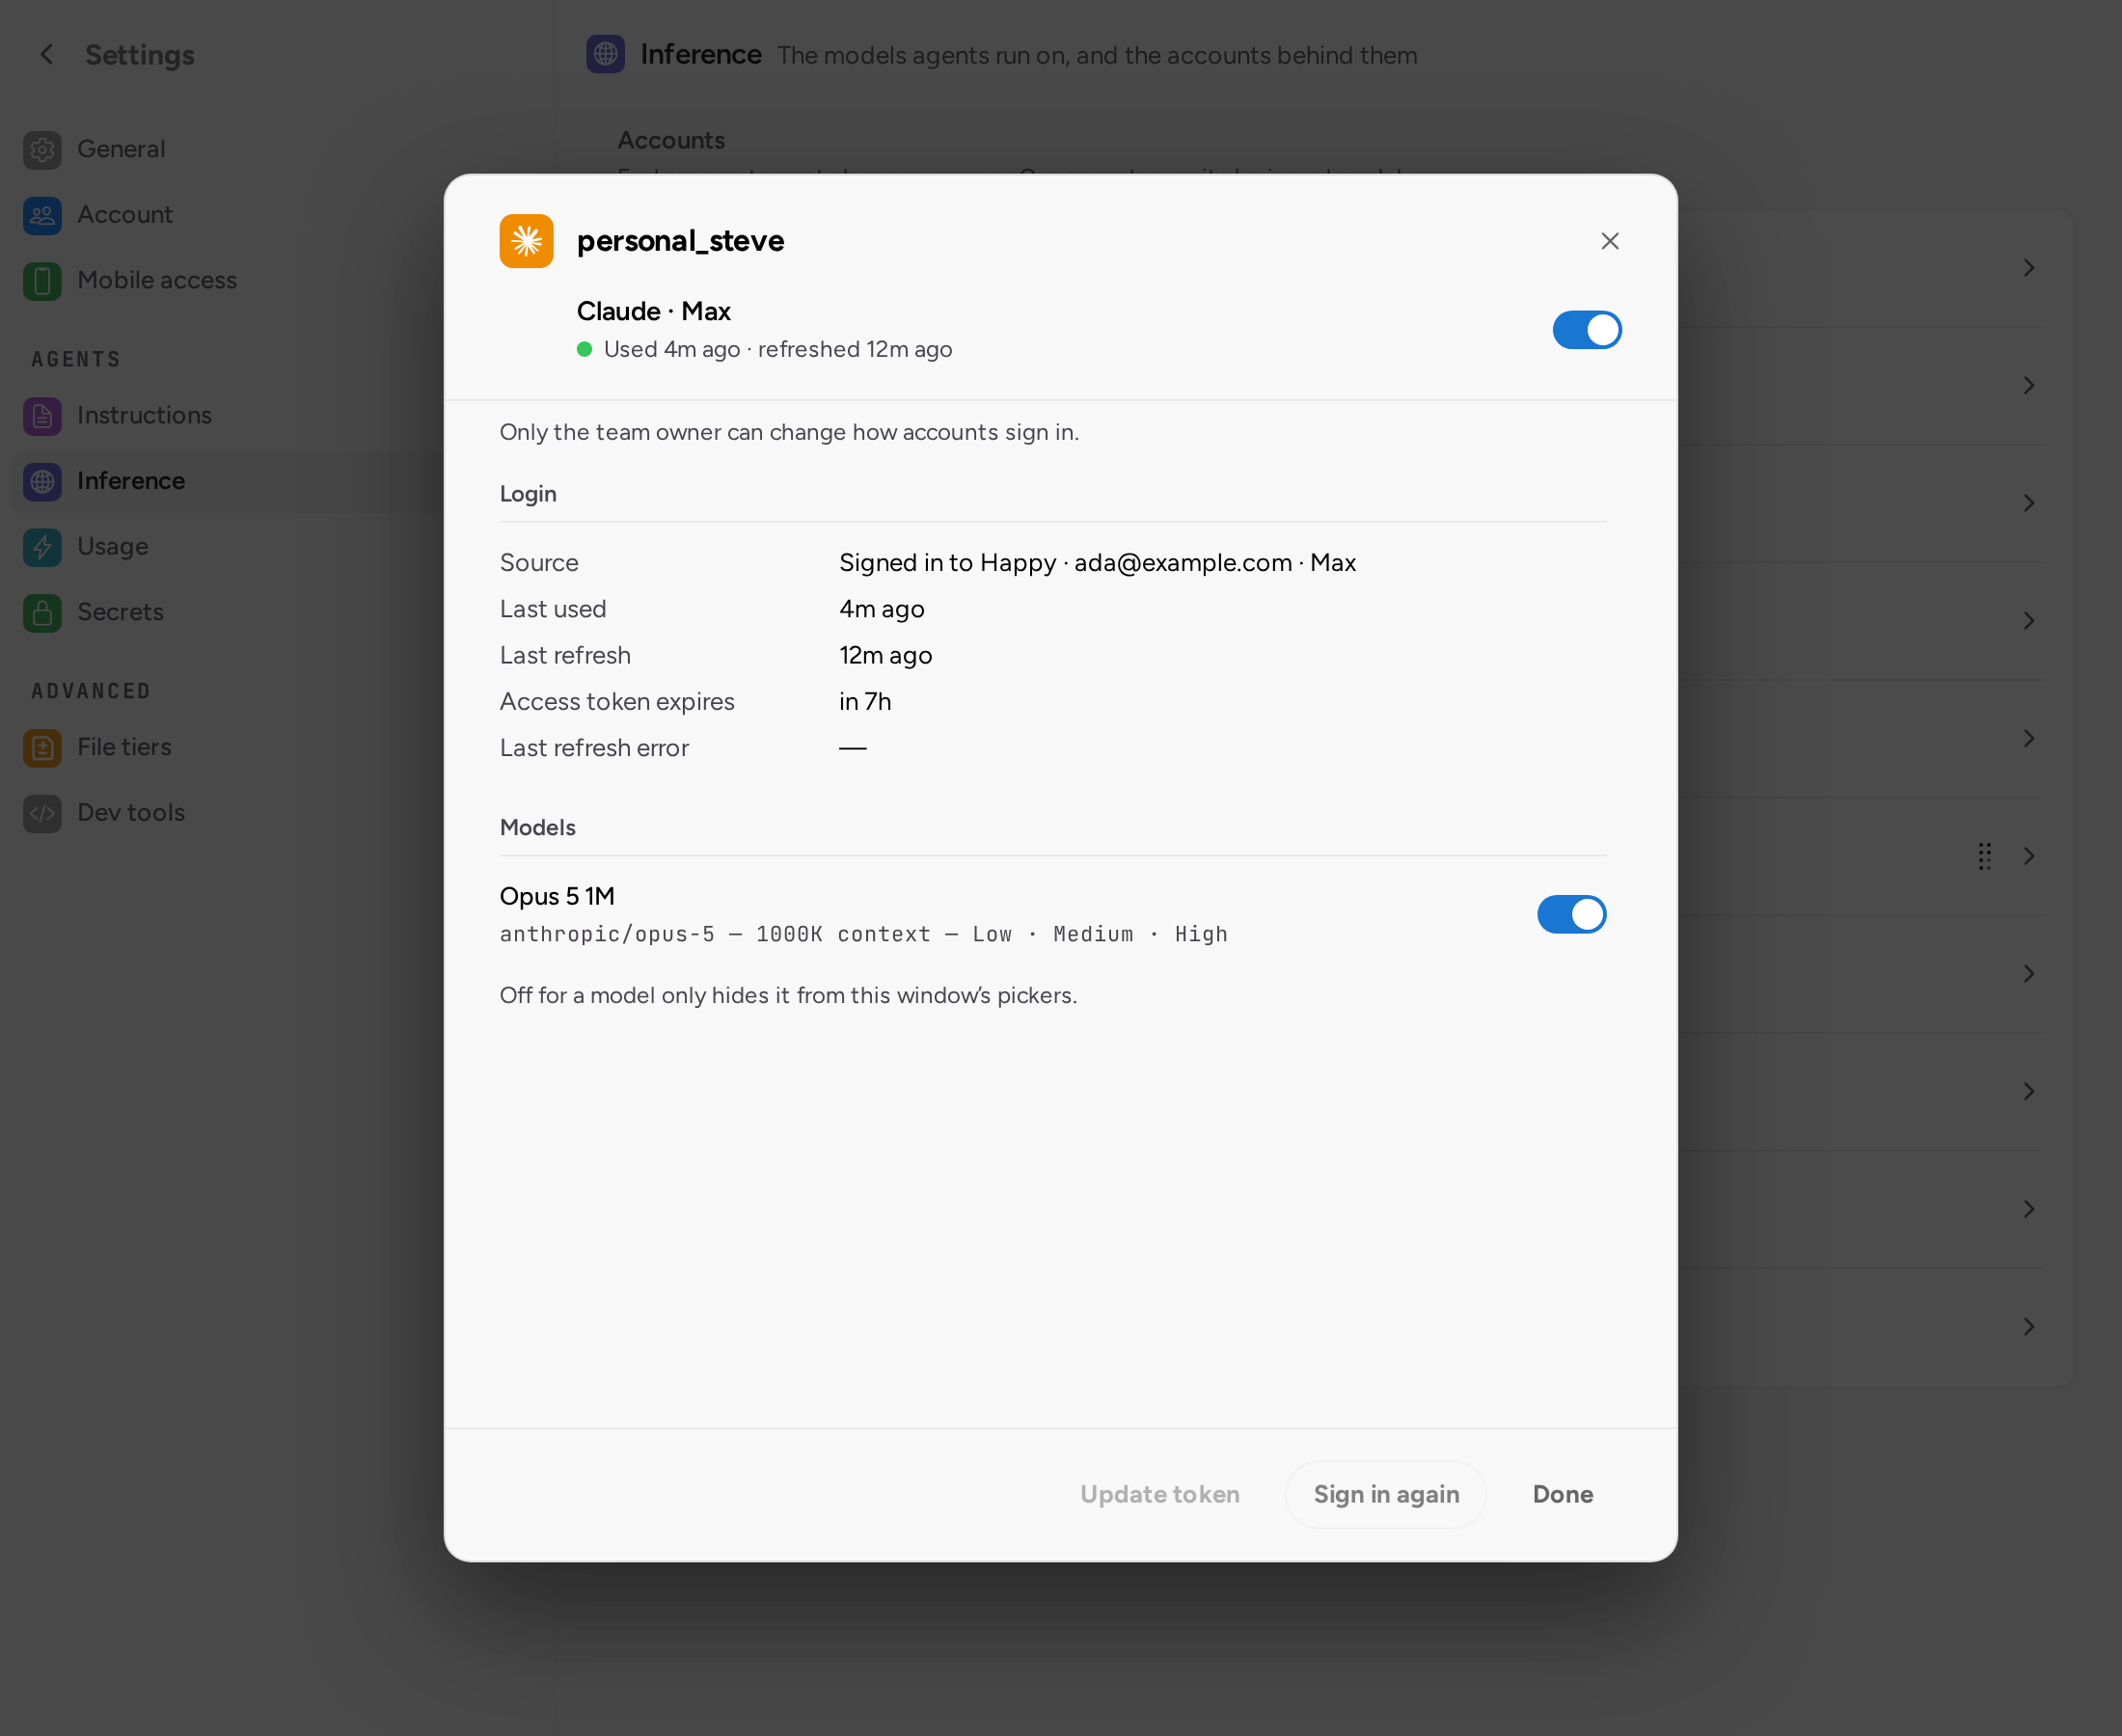 Settings
Inference The models agents run on, and the accounts behind them
General
Account
Mobile access
AGENTS
Instructions
Inference
Usage
Secrets
ADVANCED
File tiers
Dev tools
Accounts
personal_steve
Claude · Max
Used 4m ago · refreshed 12m ago
Only the team owner can change how accounts sign in.
Login
Source Signed in to Happy · ada@example.com · Max
Last used 4m ago
Last refresh 12m ago
Access token expires in 7h
Last refresh error —
Models
Opus 5 1M
anthropic/opus-5 — 1000K context — Low · Medium · High
Off for a model only hides it from this window’s pickers.
Update token Sign in again Done